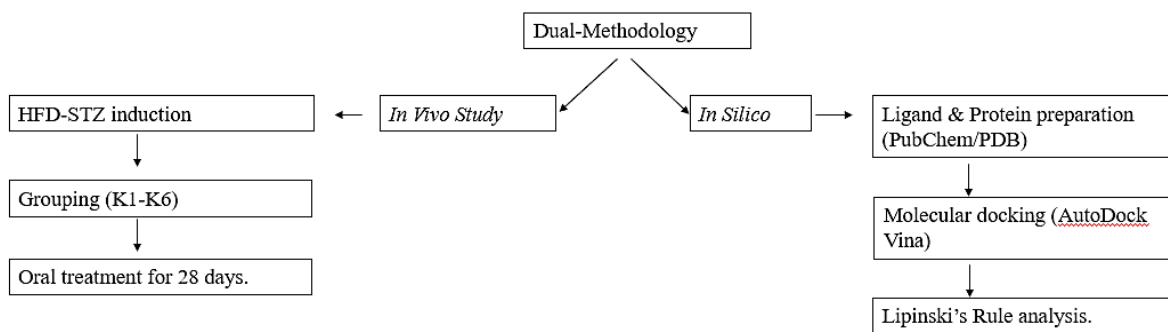 Dual-Methodology
HFD-STZ induction
In Vivo Study
In Silico
Ligand & Protein preparation
(PubChem/PDB)
Grouping (K1-K6)
Molecular docking (AutoDock
Vina)
Oral treatment for 28 days.
Lipinski's Rule analysis.